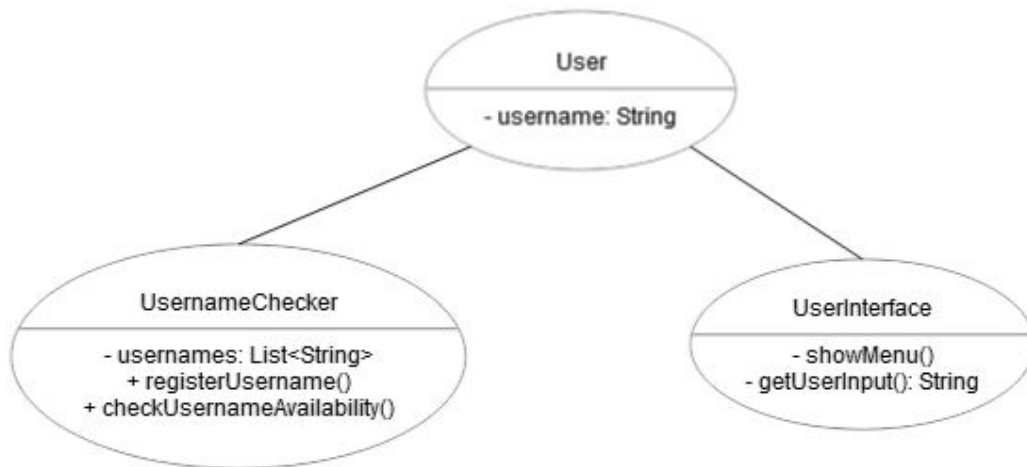 User
- username: String
UsernameChecker
- usernames: List<String>
+ registerUsername()
+ checkUsernameAvailability()
UserInterface
- showMenu()
- getUserInput(): String